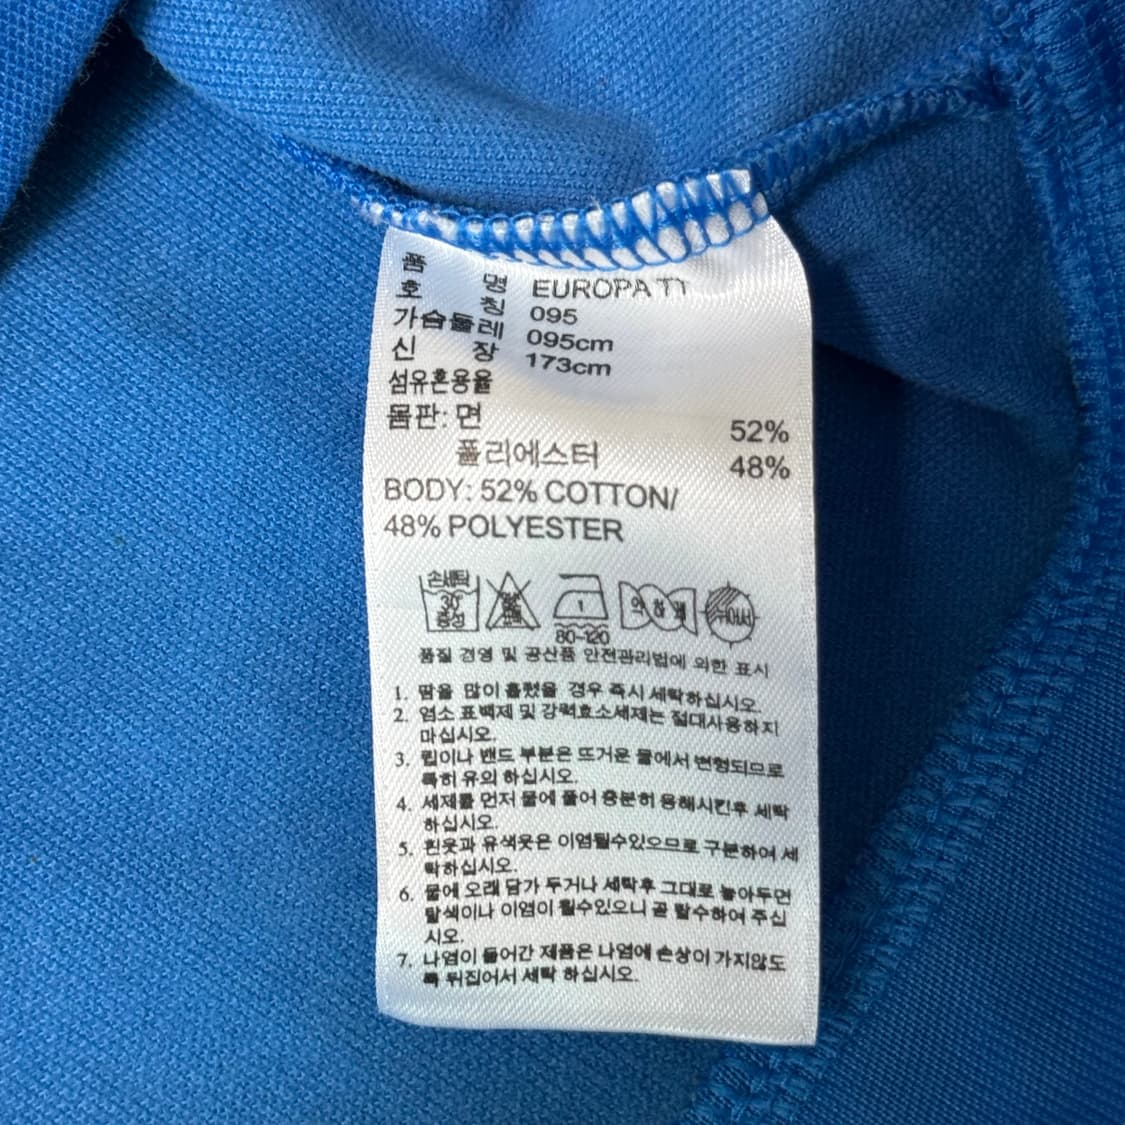 품 명 EUROPA TT
호 칭 095
가슴둘레 095cm
신 장 173cm
섬유혼용율
몸판: 면 52%
폴리에스터 48%
BODY: 52% COTTON/
48% POLYESTER
손세탁
30°
중성
1
80~120
약하게
뉘어서
품질 경영 및 공산품 안전관리법에 의한 표시
1. 땀을 많이 흘렸을 경우 즉시 세탁하십시오.
2. 염소 표백제 및 강력효소세제는 절대사용하지
마십시오.
3. 립이나 밴드 부분은 뜨거운 물에서 변형되므로
특히 유의 하십시오.
4. 세제를 먼저 물에 풀어 충분히 용해시킨후 세탁
하십시오.
5. 흰옷과 유색옷은 이염될수있으므로 구분하여 세
탁하십시오.
6. 물에 오래 담가 두거나 세탁후 그대로 놓아두면
탈색이나 이염이 될수있으니 곧 탈수하여 주십
시오.
7. 나염이 들어간 제품은 나염에 손상이 가지않도
록 뒤집어서 세탁 하십시오.